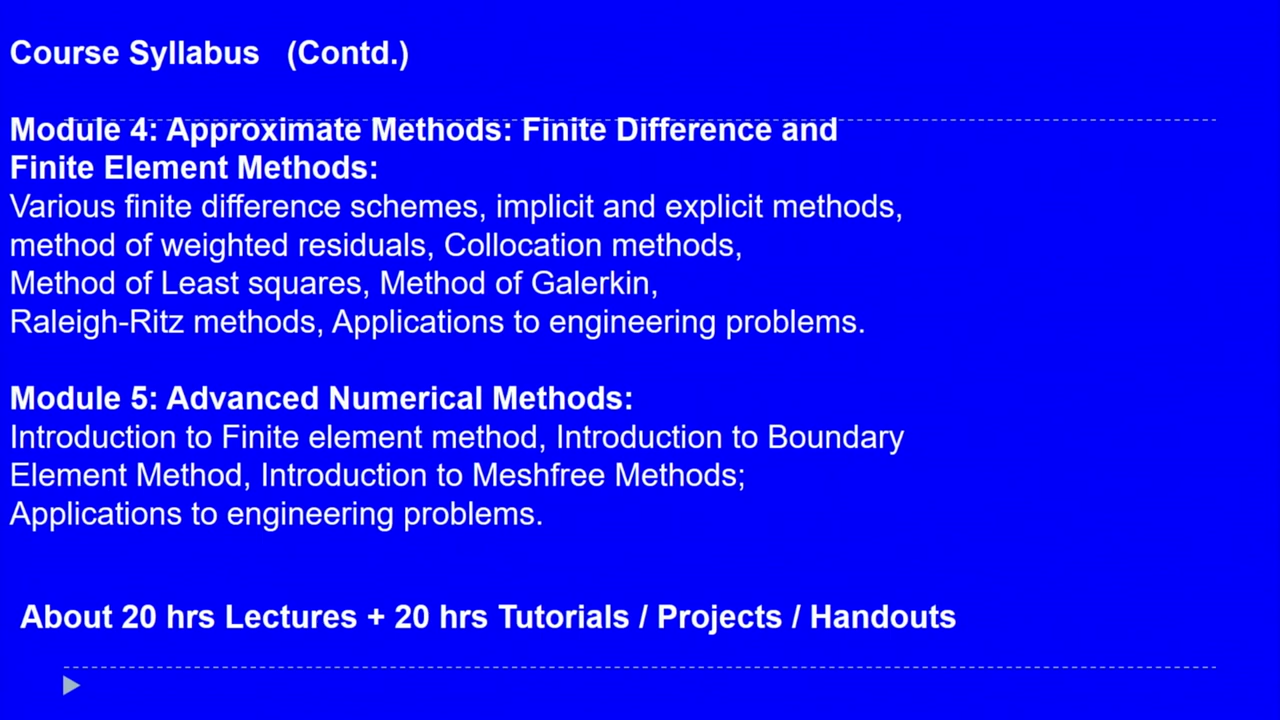 Course Syllabus (Contd.)
Module 4: Approximate Methods: Finite Difference and
Finite Element Methods:
Various finite difference schemes, implicit and explicit methods,
method of weighted residuals, Collocation methods,
Method of Least squares, Method of Galerkin,
Raleigh-Ritz methods, Applications to engineering problems.
Module 5: Advanced Numerical Methods:
Introduction to Finite element method, Introduction to Boundary
Element Method, Introduction to Meshfree Methods;
Applications to engineering problems.
About 20 hrs Lectures + 20 hrs Tutorials / Projects / Handouts